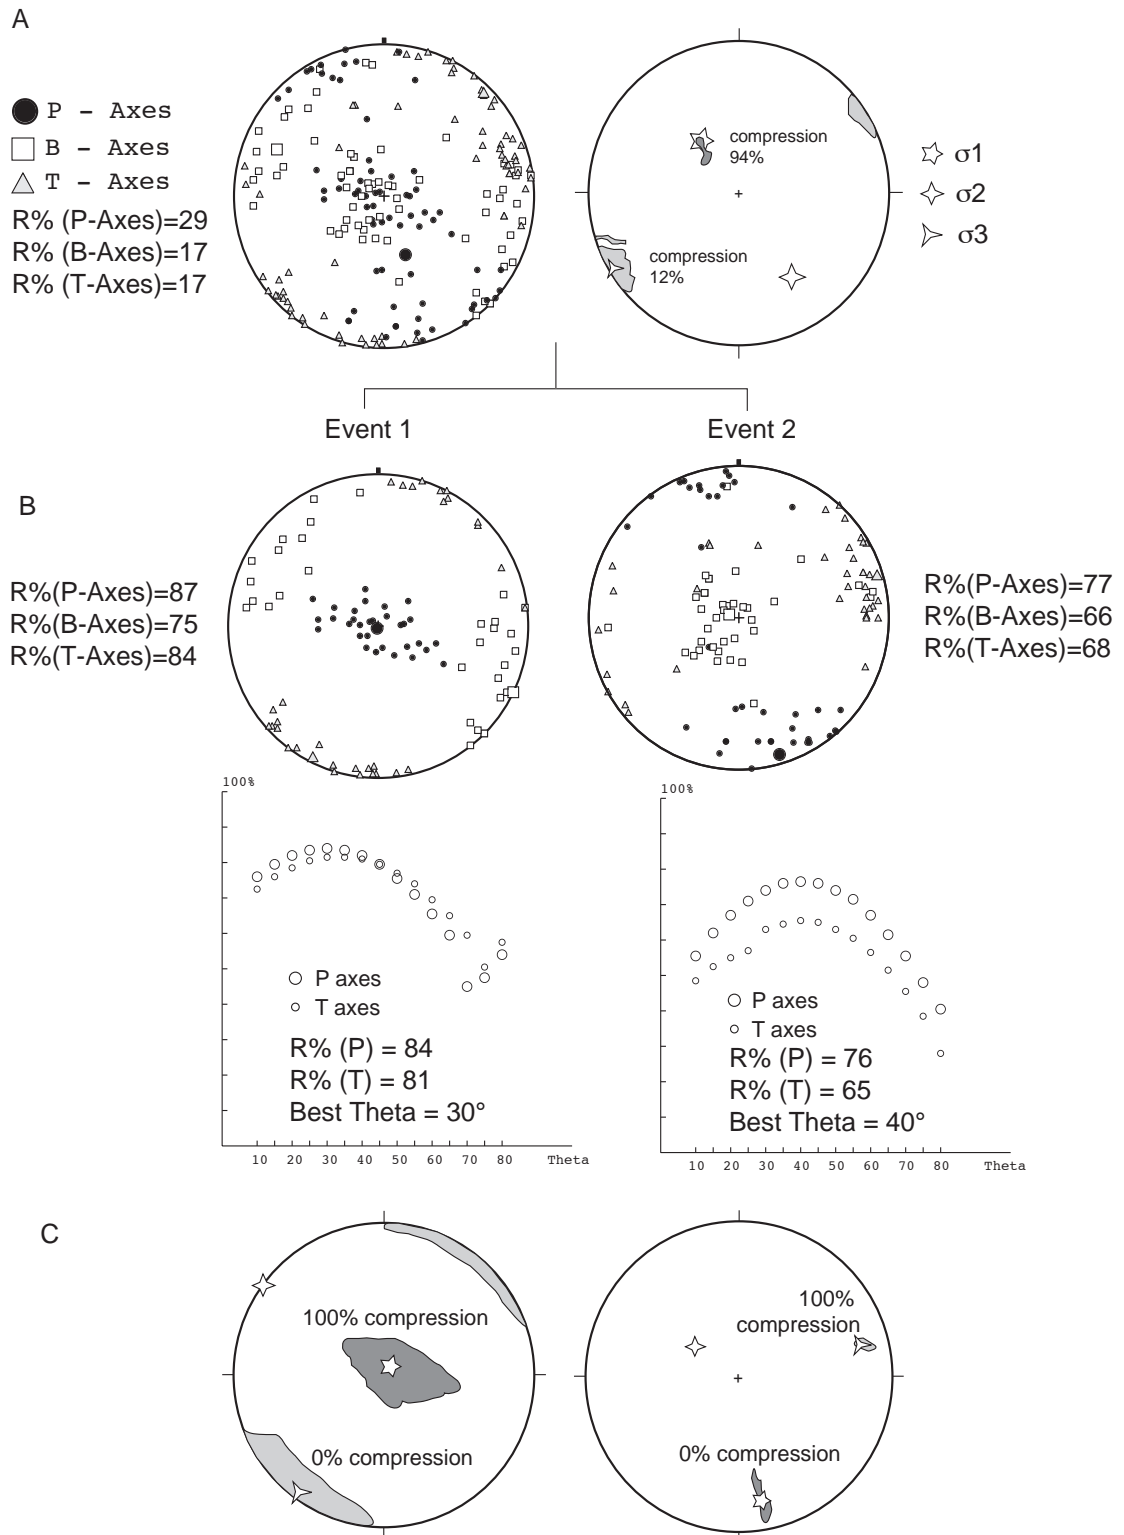 A
P - Axes
B - Axes
T - Axes
R% (P-Axes)=29
R% (B-Axes)=17
R% (T-Axes)=17
compression
94%
compression
12%
σ1
σ2
σ3
Event 1
Event 2
B
R%(P-Axes)=87
R%(B-Axes)=75
R%(T-Axes)=84
R%(P-Axes)=77
R%(B-Axes)=66
R%(T-Axes)=68
100%
P axes
T axes
R% (P) = 84
R% (T) = 81
Best Theta = 30°
10 20 30 40 50 60 70 80 Theta
100%
P axes
T axes
R% (P) = 76
R% (T) = 65
Best Theta = 40°
10 20 30 40 50 60 70 80 Theta
C
100% compression
0% compression
100%
compression
0% compression